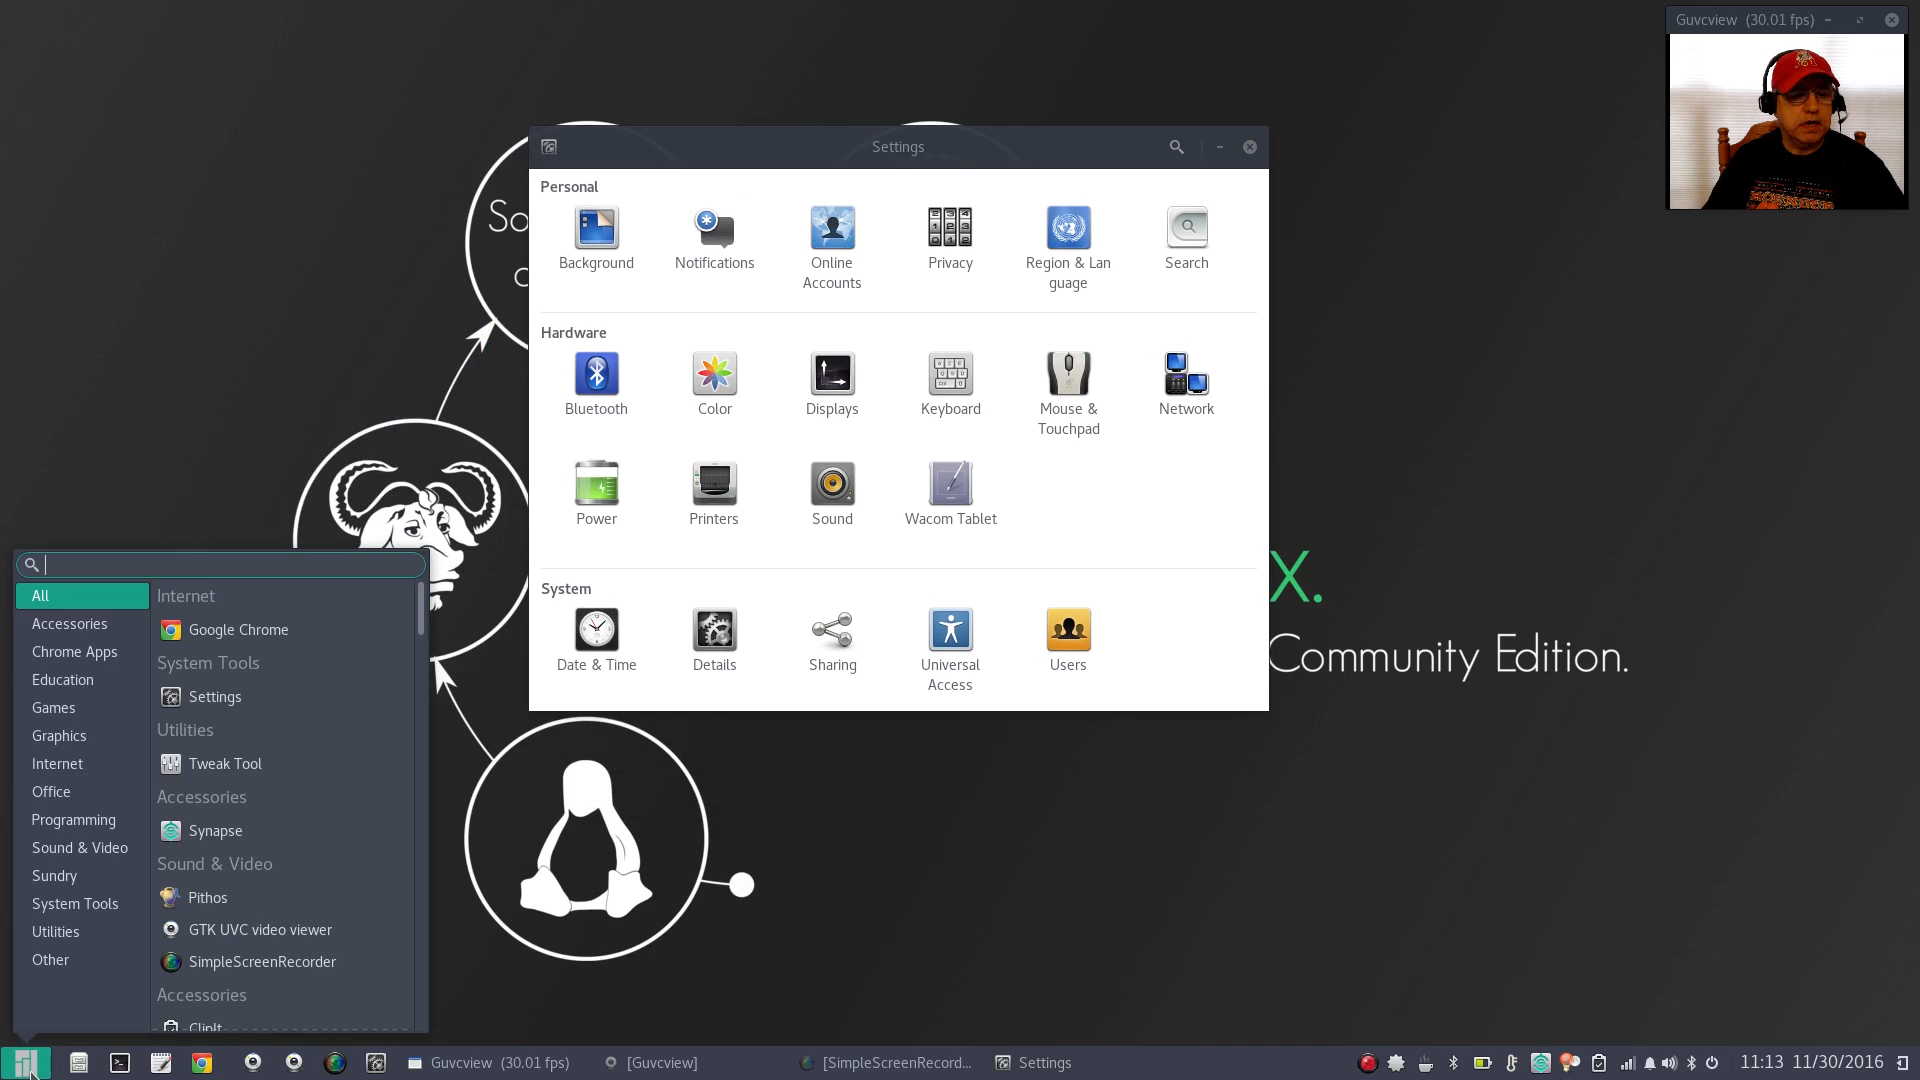 Guvcview (30.01 fps)
So
Settings
Personal
Background
Notifications
Online
Accounts
Privacy
Region & Lan
guage
Search
Hardware
Bluetooth
Color
Displays
Keyboard
Mouse &
Touchpad
Network
Power
Printers
Sound
Wacom Tablet
System
Date & Time
Details
Sharing
Universal
Access
Users
X.
Community Edition.
All
Accessories
Chrome Apps
Education
Games
Graphics
Internet
Office
Programming
Sound & Video
Sundry
System Tools
Utilities
Other
Internet
Google Chrome
System Tools
Settings
Utilities
Tweak Tool
Accessories
Synapse
Sound & Video
Pithos
GTK UVC video viewer
SimpleScreenRecorder
Accessories
ClipIt
Guvcview (30.01 fps)
[Guvcview]
[SimpleScreenRecord...
Settings
11:13 11/30/2016